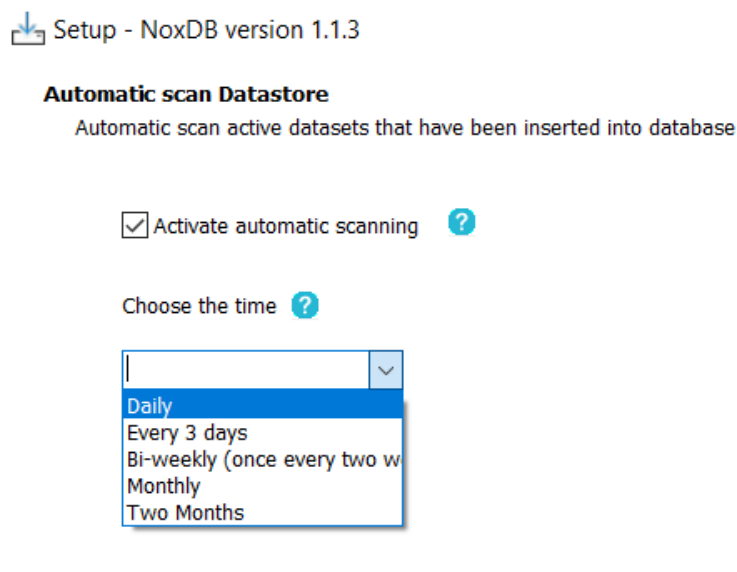 Setup - NoxDB version 1.1.3
Automatic scan Datastore
Automatic scan active datasets that have been inserted into database
Activate automatic scanning ?
Choose the time ?
Daily
Every 3 days
Bi-weekly (once every two w
Monthly
Two Months